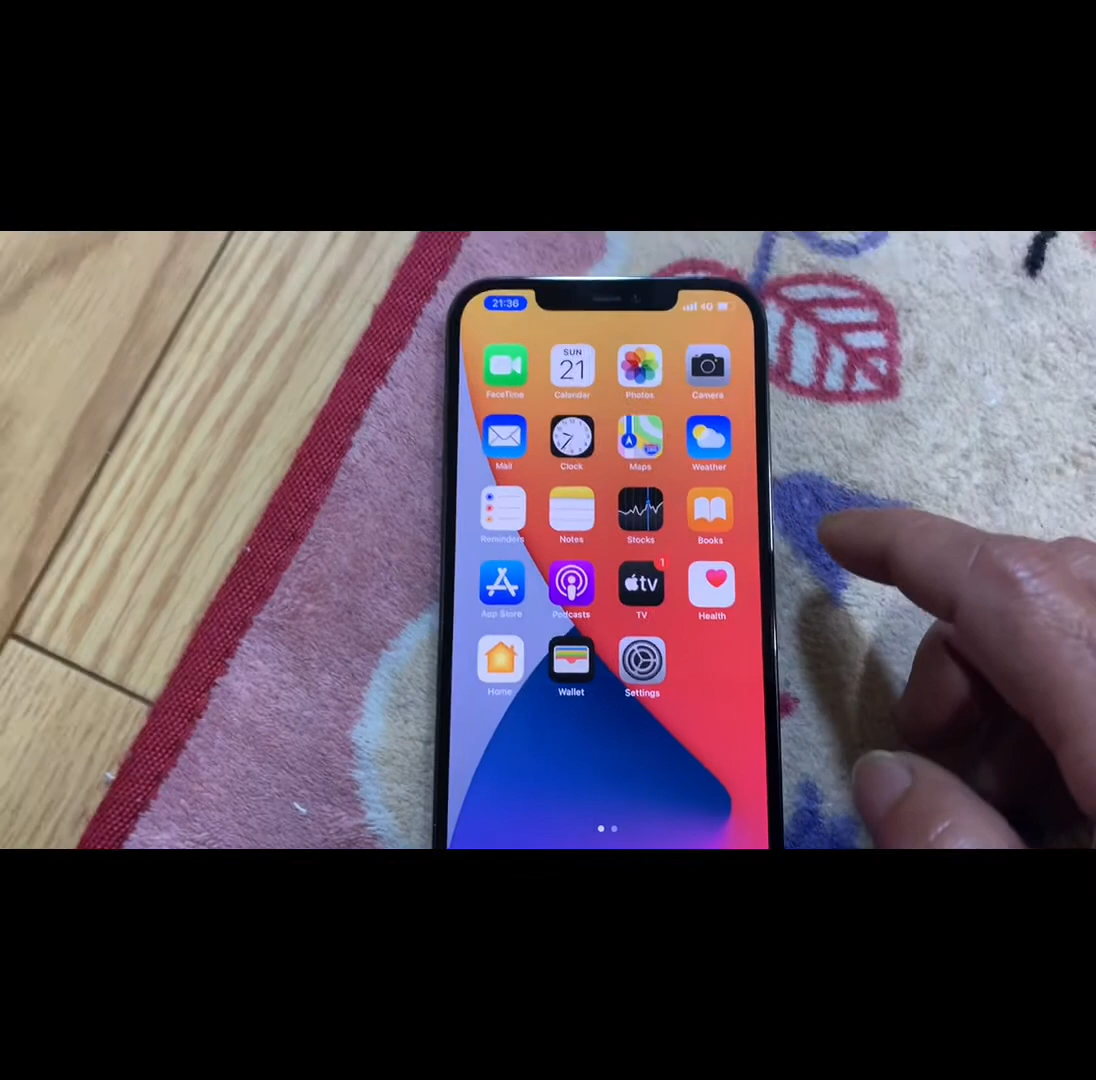 21:36 4G
SUN
21
FaceTime Calendar Photos Camera
Mail Clock Maps Weather
Reminders Notes Stocks Books
1
tv
App Store Podcasts TV Health
Home Wallet Settings